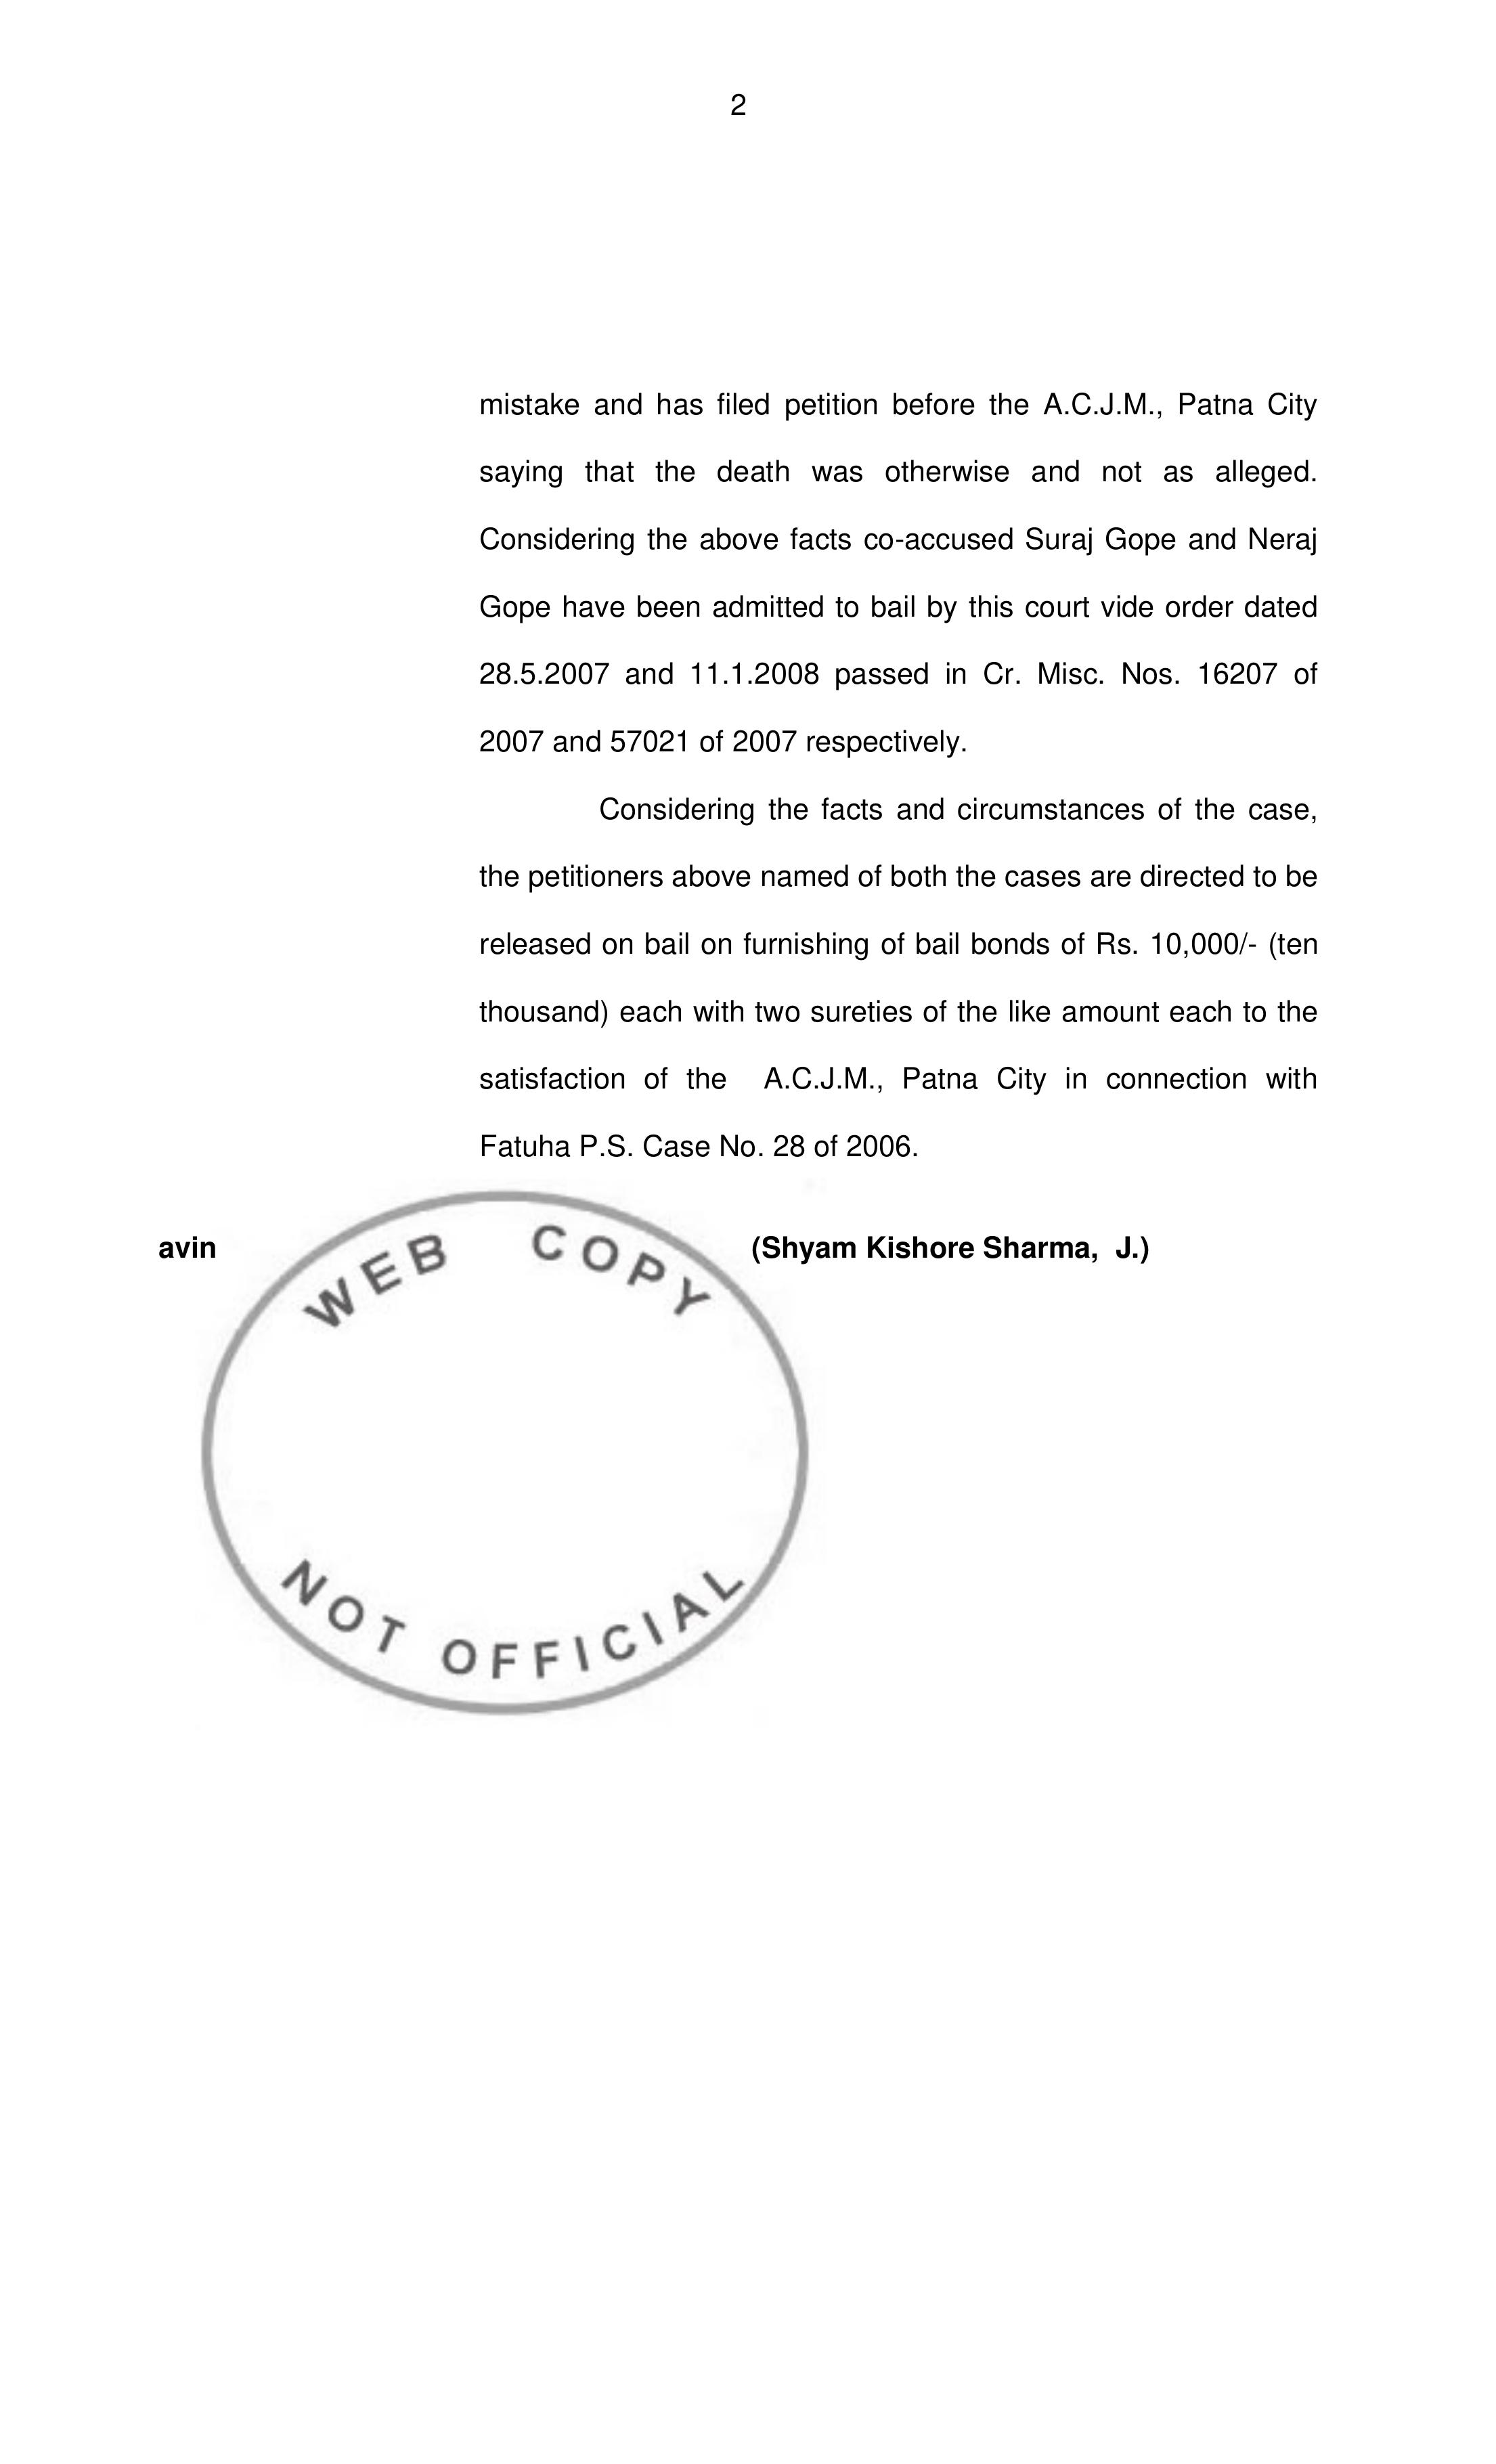 2
mistake and has filed petition before the A.C.J.M., Patna City
saying that the death was otherwise and not as alleged.
Considering the above facts co-accused Suraj Gope and Neraj
Gope have been admitted to bail by this court vide order dated
28.5.2007 and 11.1.2008 passed in Cr. Misc. Nos. 16207 of
2007 and 57021 of 2007 respectively.
Considering the facts and circumstances of the case,
the petitioners above named of both the cases are directed to be
released on bail on furnishing of bail bonds of Rs. 10,000/- (ten
thousand) each with two sureties of the like amount each to the
satisfaction of the A.C.J.M., Patna City in connection with
Fatuha P.S. Case No. 28 of 2006.
avin (Shyam Kishore Sharma, J.)
WEB COPY
NOT OFFICIAL